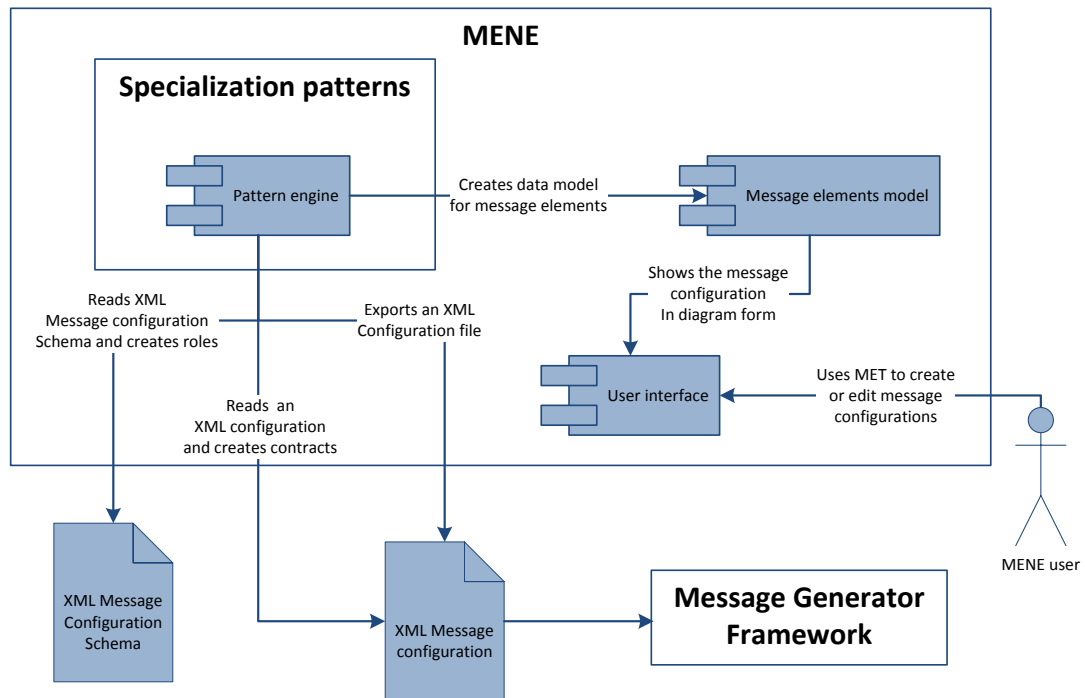 MENE
Specialization patterns
Pattern engine
Creates data model
for message elements
Message elements model
Reads XML
Message configuration
Schema and creates roles
Exports an XML
Configuration file
Shows the message
configuration
In diagram form
User interface
Uses MET to create
or edit message
configurations
Reads an
XML configuration
and creates contracts
MENE user
XML Message
Configuration
Schema
XML Message
configuration
Message Generator
Framework